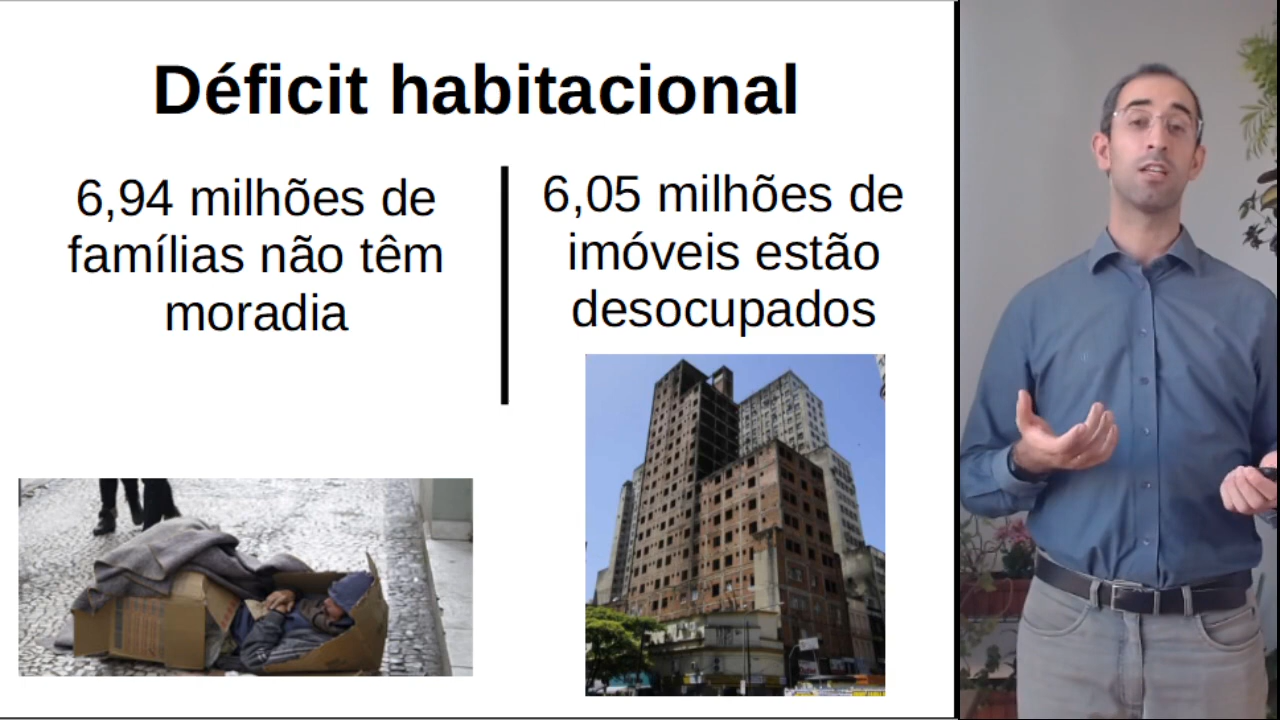 Déficit habitacional
6,94 milhões de
famílias não têm
moradia
6,05 milhões de
imóveis estão
desocupados